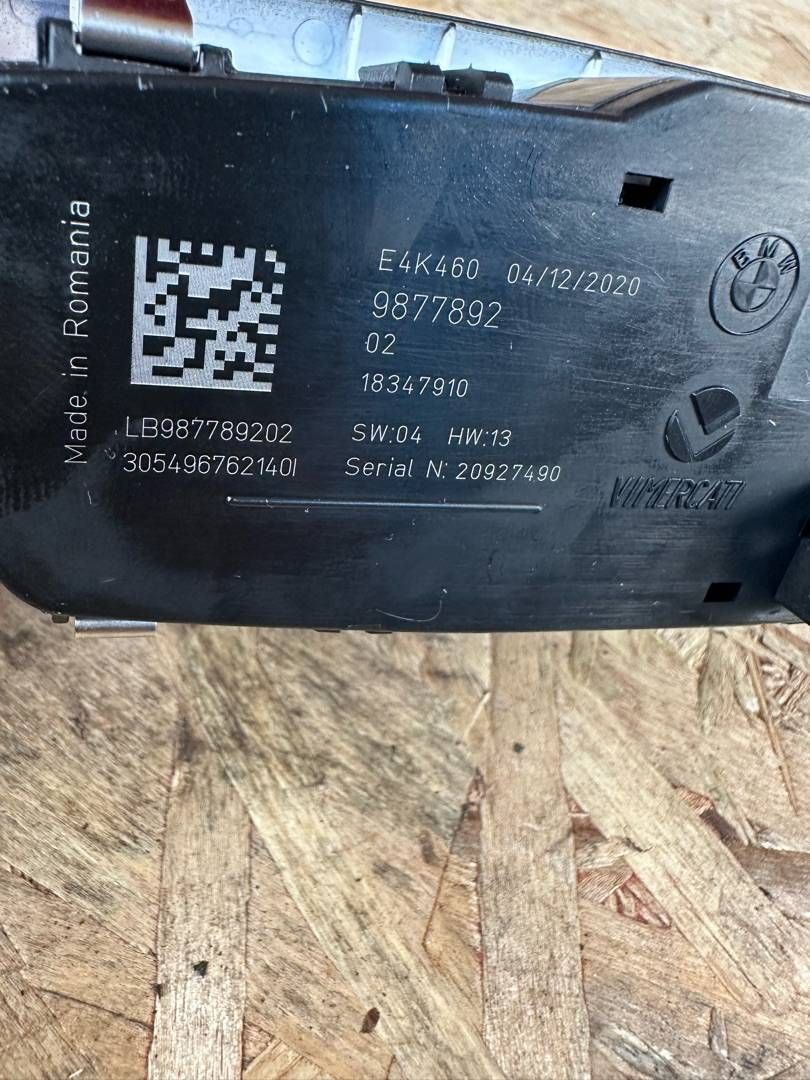 Made in Romania
E4K460 04/12/2020
9877892
02
18347910
LB987789202 SW:04 HW:13
305496762140I Serial N: 20927490
BMW
VIMERCATI